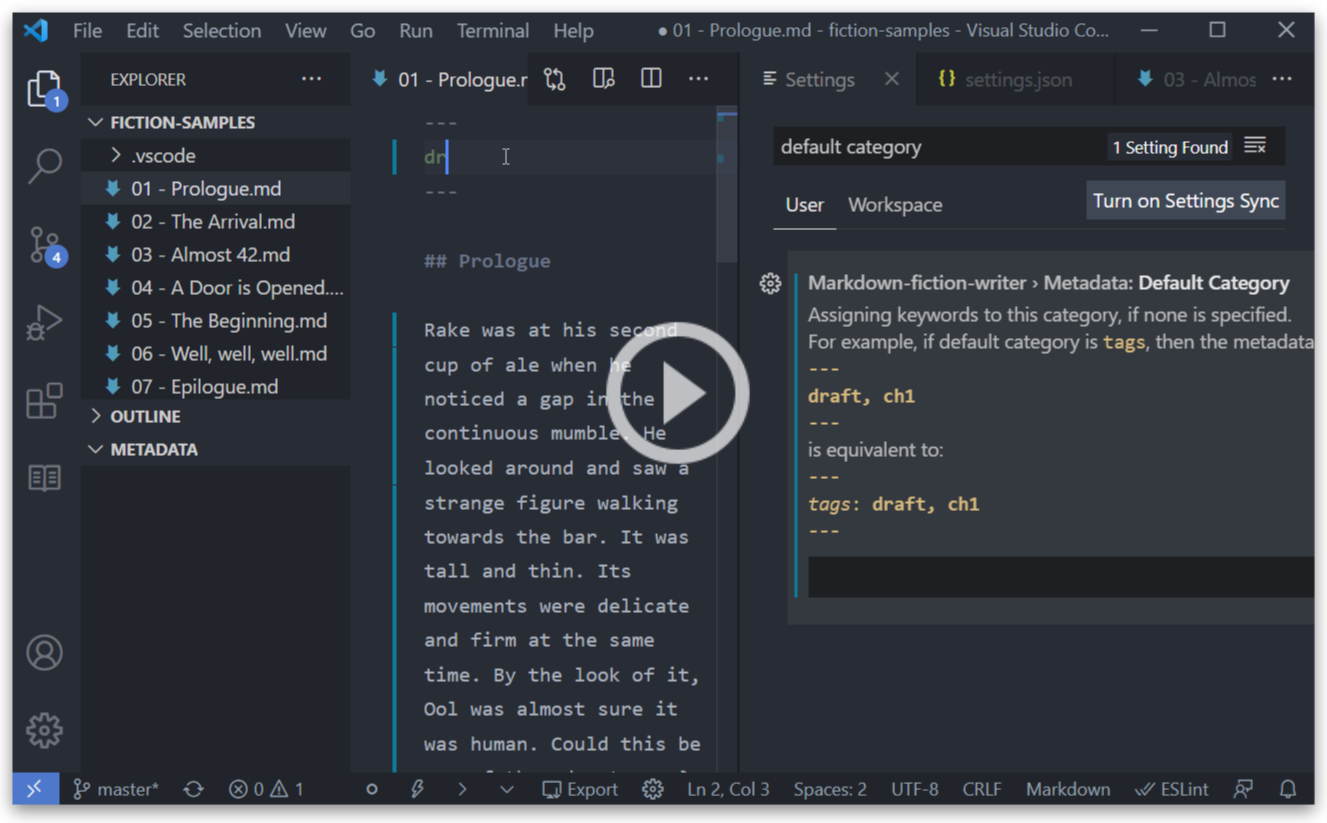 File Edit Selection View Go Run Terminal Help ● 01 - Prologue.md - fiction-samples - Visual Studio Co...
EXPLORER ...
1
FICTION-SAMPLES
.vscode
01 - Prologue.md
02 - The Arrival.md
03 - Almost 42.md
4
04 - A Door is Opened....
05 - The Beginning.md
06 - Well, well, well.md
07 - Epilogue.md
OUTLINE
METADATA
01 - Prologue.r ...
---
dr
---
## Prologue
Rake was at his second
cup of ale when he
noticed a gap in the
continuous mumble. He
looked around and saw a
strange figure walking
towards the bar. It was
tall and thin. Its
movements were delicate
and firm at the same
time. By the look of it,
Ool was almost sure it
was human. Could this be
Settings {} settings.json 03 - Almos ...
default category 1 Setting Found
User Workspace Turn on Settings Sync
Markdown-fiction-writer › Metadata: Default Category
Assigning keywords to this category, if none is specified.
For example, if default category is tags, then the metadata
---
draft, ch1
---
is equivalent to:
---
tags: draft, ch1
---
master* 0 1 Export Ln 2, Col 3 Spaces: 2 UTF-8 CRLF Markdown ESLint